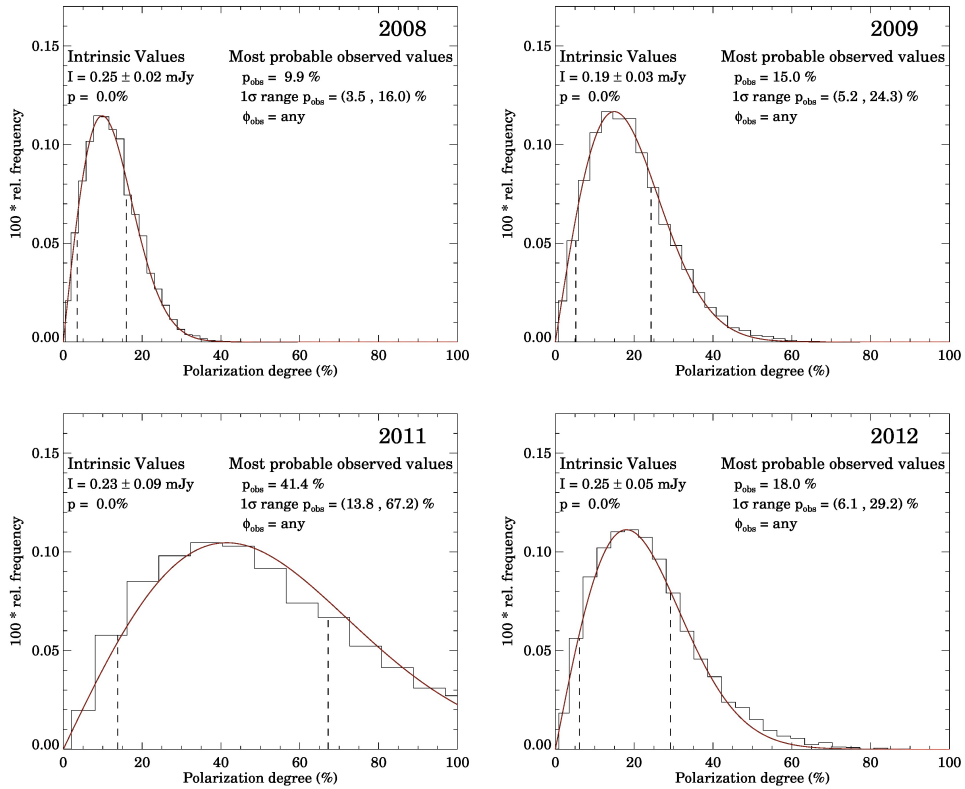 2008
Intrinsic Values
I = 0.25 ± 0.02 mJy
p = 0.0%
Most probable observed values
p_obs = 9.9 %
1σ range p_obs = (3.5 , 16.0) %
ϕ_obs = any
100 * rel. frequency
0.15
0.10
0.05
0.00
0 20 40 60 80 100
Polarization degree (%)
2009
Intrinsic Values
I = 0.19 ± 0.03 mJy
p = 0.0%
Most probable observed values
p_obs = 15.0 %
1σ range p_obs = (5.2 , 24.3) %
ϕ_obs = any
100 * rel. frequency
0.15
0.10
0.05
0.00
0 20 40 60 80 100
Polarization degree (%)
2011
Intrinsic Values
I = 0.23 ± 0.09 mJy
p = 0.0%
Most probable observed values
p_obs = 41.4 %
1σ range p_obs = (13.8 , 67.2) %
ϕ_obs = any
100 * rel. frequency
0.15
0.10
0.05
0.00
0 20 40 60 80 100
Polarization degree (%)
2012
Intrinsic Values
I = 0.25 ± 0.05 mJy
p = 0.0%
Most probable observed values
p_obs = 18.0 %
1σ range p_obs = (6.1 , 29.2) %
ϕ_obs = any
100 * rel. frequency
0.15
0.10
0.05
0.00
0 20 40 60 80 100
Polarization degree (%)